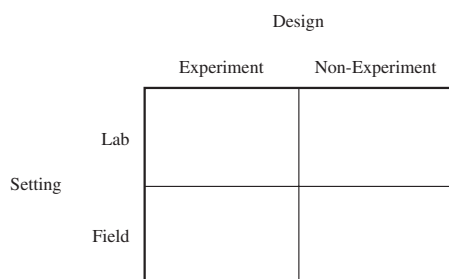 Design
Experiment Non-Experiment
Lab
Setting
Field